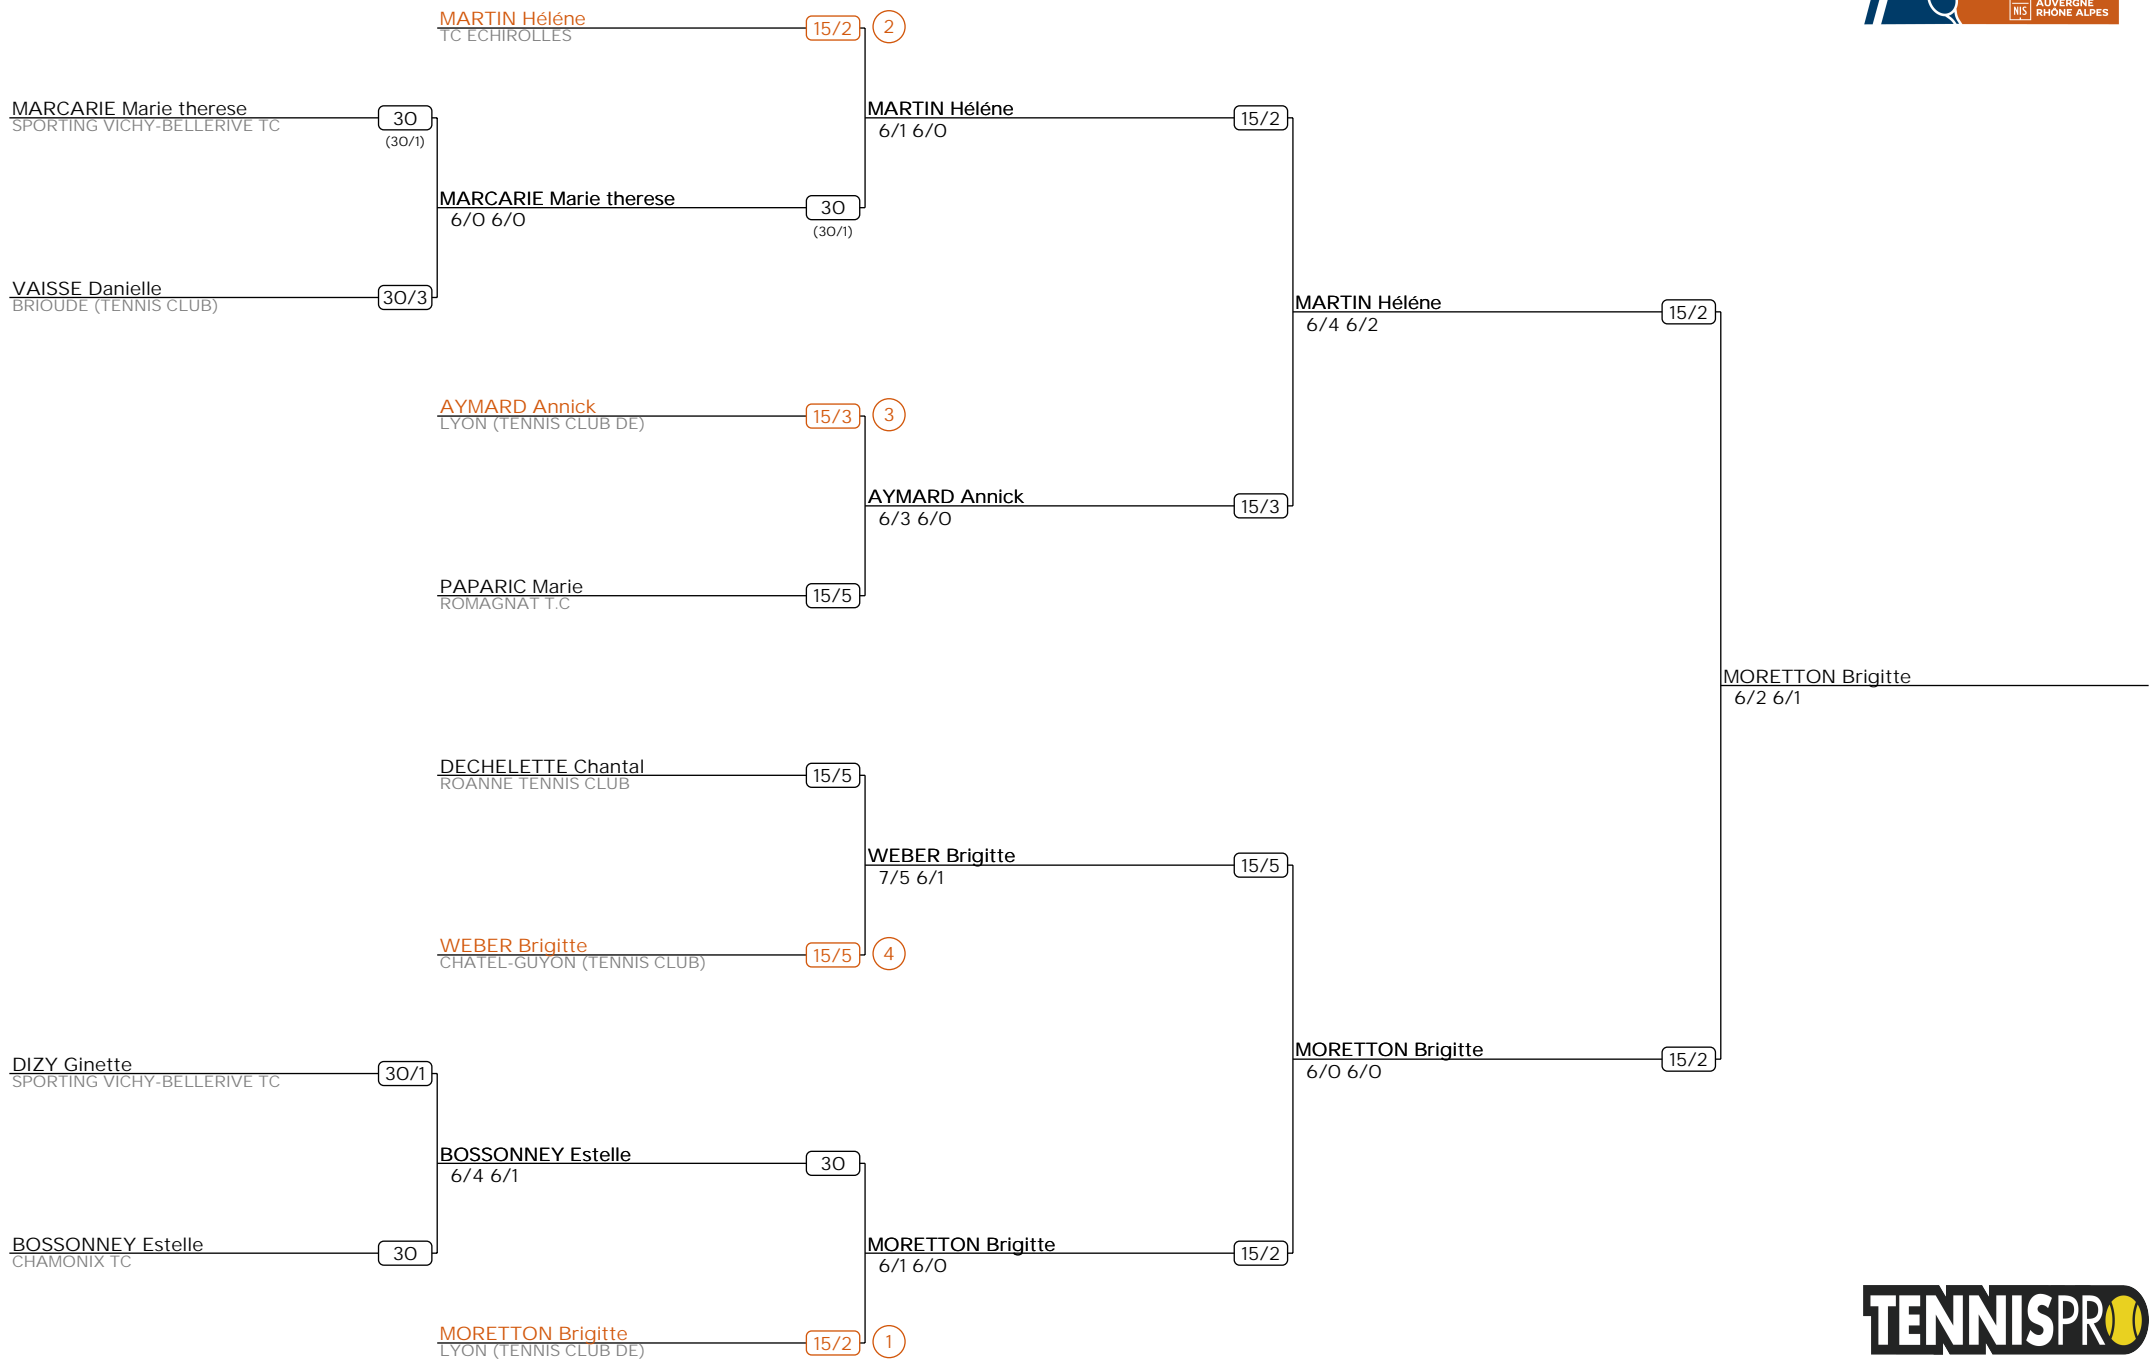 AUVERGNE
NIS RHÔNE ALPES
MARTIN Héléne
TC ECHIROLLES
15/2
2
MARCARIE Marie therese
SPORTING VICHY-BELLERIVE TC
30
(30/1)
MARTIN Héléne
6/1 6/0
15/2
MARCARIE Marie therese
6/0 6/0
30
(30/1)
VAISSE Danielle
BRIOUDE (TENNIS CLUB)
30/3
MARTIN Héléne
6/4 6/2
15/2
AYMARD Annick
LYON (TENNIS CLUB DE)
15/3
3
AYMARD Annick
6/3 6/0
15/3
PAPARIC Marie
ROMAGNAT T.C
15/5
MORETTON Brigitte
6/2 6/1
DECHELETTE Chantal
ROANNE TENNIS CLUB
15/5
WEBER Brigitte
7/5 6/1
15/5
WEBER Brigitte
CHATEL-GUYON (TENNIS CLUB)
15/5
4
MORETTON Brigitte
6/0 6/0
15/2
DIZY Ginette
SPORTING VICHY-BELLERIVE TC
30/1
BOSSONNEY Estelle
6/4 6/1
30
BOSSONNEY Estelle
CHAMONIX TC
30
MORETTON Brigitte
6/1 6/0
15/2
MORETTON Brigitte
LYON (TENNIS CLUB DE)
15/2
1
TENNISPRO